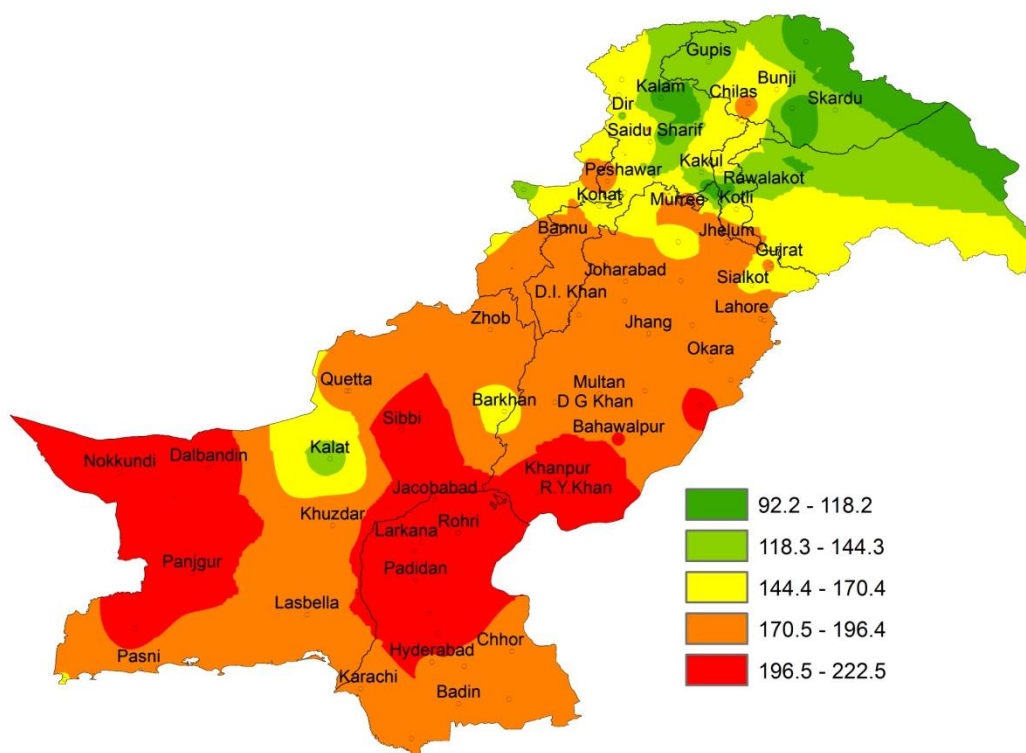 Gupis
Bunji
Kalam
Chilas
Skardu
Dir
Saidu Sharif
Kakul
Peshawar
Rawalakot
Kohat
Murree
Kotli
Bannu
Jhelum
Gujrat
Joharabad
Sialkot
D.I. Khan
Lahore
Zhob
Jhang
Okara
Quetta
Multan
Barkhan
D G Khan
Sibbi
Bahawalpur
Kalat
Nokkundi
Dalbandin
Khanpur
Jacobabad
R.Y.Khan
Khuzdar
Larkana
Rohri
Panjgur
Padidan
Lasbella
Pasni
Hyderabad
Chhor
Karachi
Badin
92.2 - 118.2
118.3 - 144.3
144.4 - 170.4
170.5 - 196.4
196.5 - 222.5